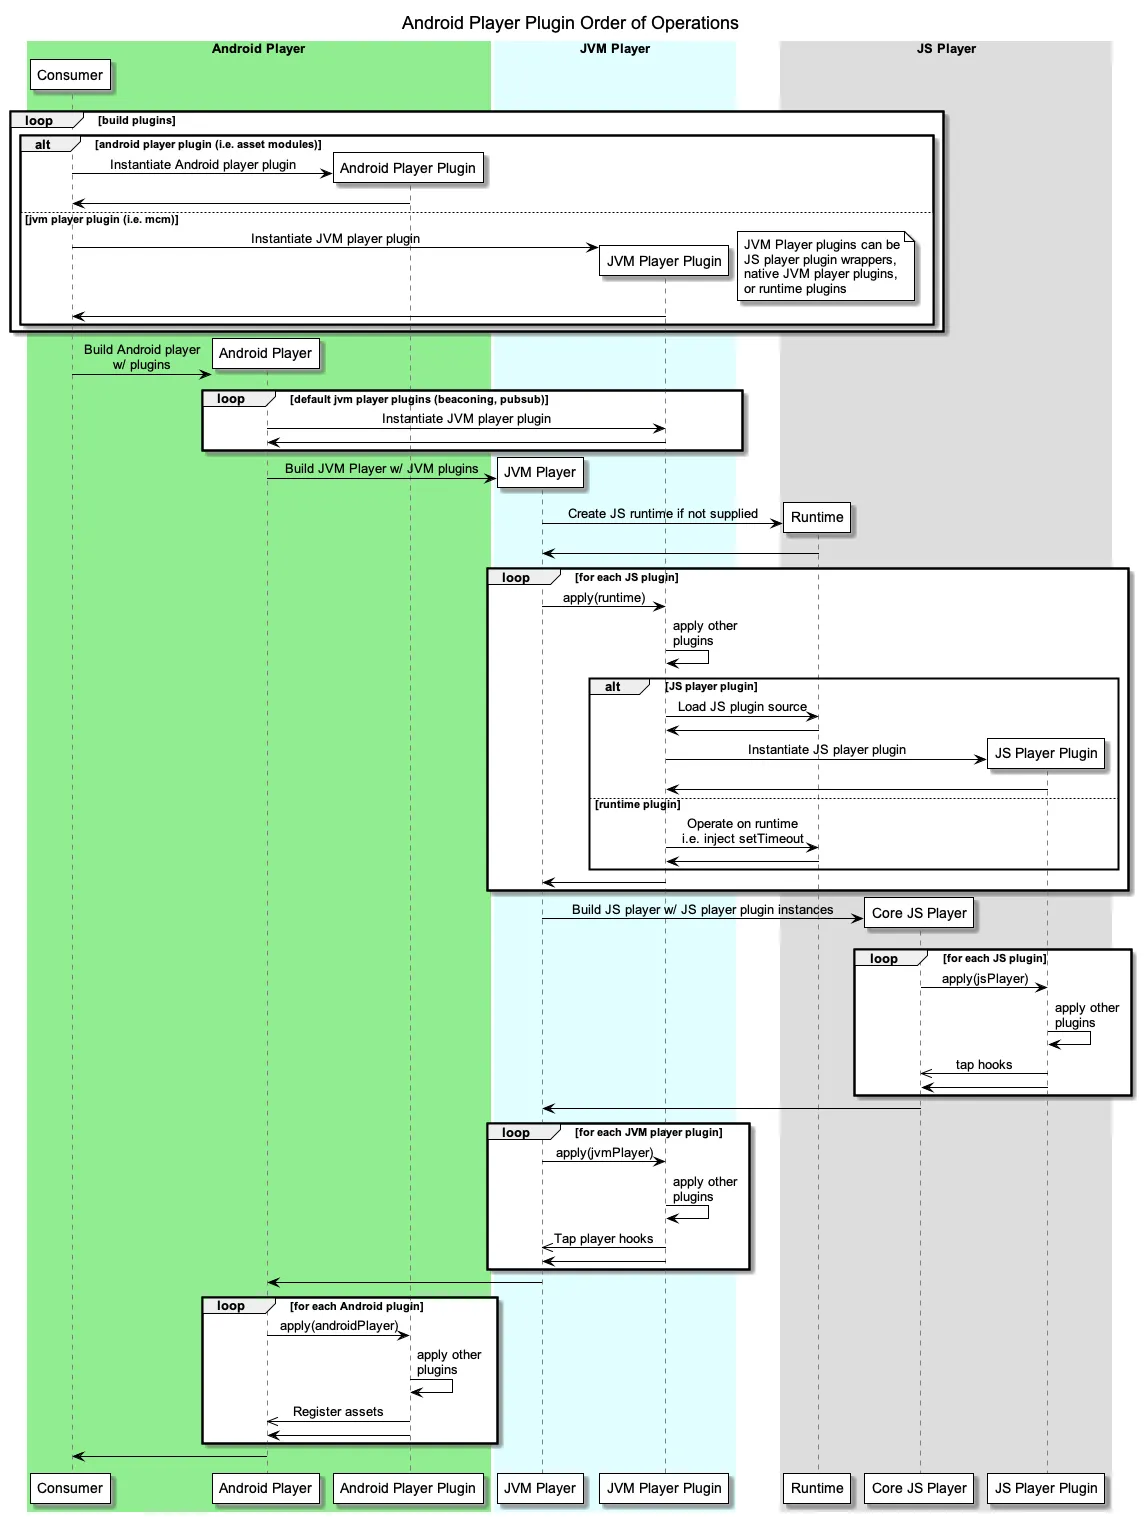 Android Player Plugin Order of Operations
Android Player
JVM Player
JS Player
Consumer
loop
[build plugins]
alt
[android player plugin (i.e. asset modules)]
Instantiate Android player plugin
Android Player Plugin
[jvm player plugin (i.e. mcm)]
Instantiate JVM player plugin
JVM Player Plugin
JVM Player plugins can be
JS player plugin wrappers,
native JVM player plugins,
or runtime plugins
Build Android player
w/ plugins
Android Player
loop
[default jvm player plugins (beaconing, pubsub)]
Instantiate JVM player plugin
Build JVM Player w/ JVM plugins
JVM Player
Create JS runtime if not supplied
Runtime
loop
[for each JS plugin]
apply(runtime)
apply other
plugins
alt
[JS player plugin]
Load JS plugin source
Instantiate JS player plugin
JS Player Plugin
[runtime plugin]
Operate on runtime
i.e. inject setTimeout
Build JS player w/ JS player plugin instances
Core JS Player
loop
[for each JS plugin]
apply(jsPlayer)
apply other
plugins
tap hooks
loop
[for each JVM player plugin]
apply(jvmPlayer)
apply other
plugins
Tap player hooks
loop
[for each Android plugin]
apply(androidPlayer)
apply other
plugins
Register assets
Consumer
Android Player
Android Player Plugin
JVM Player
JVM Player Plugin
Runtime
Core JS Player
JS Player Plugin